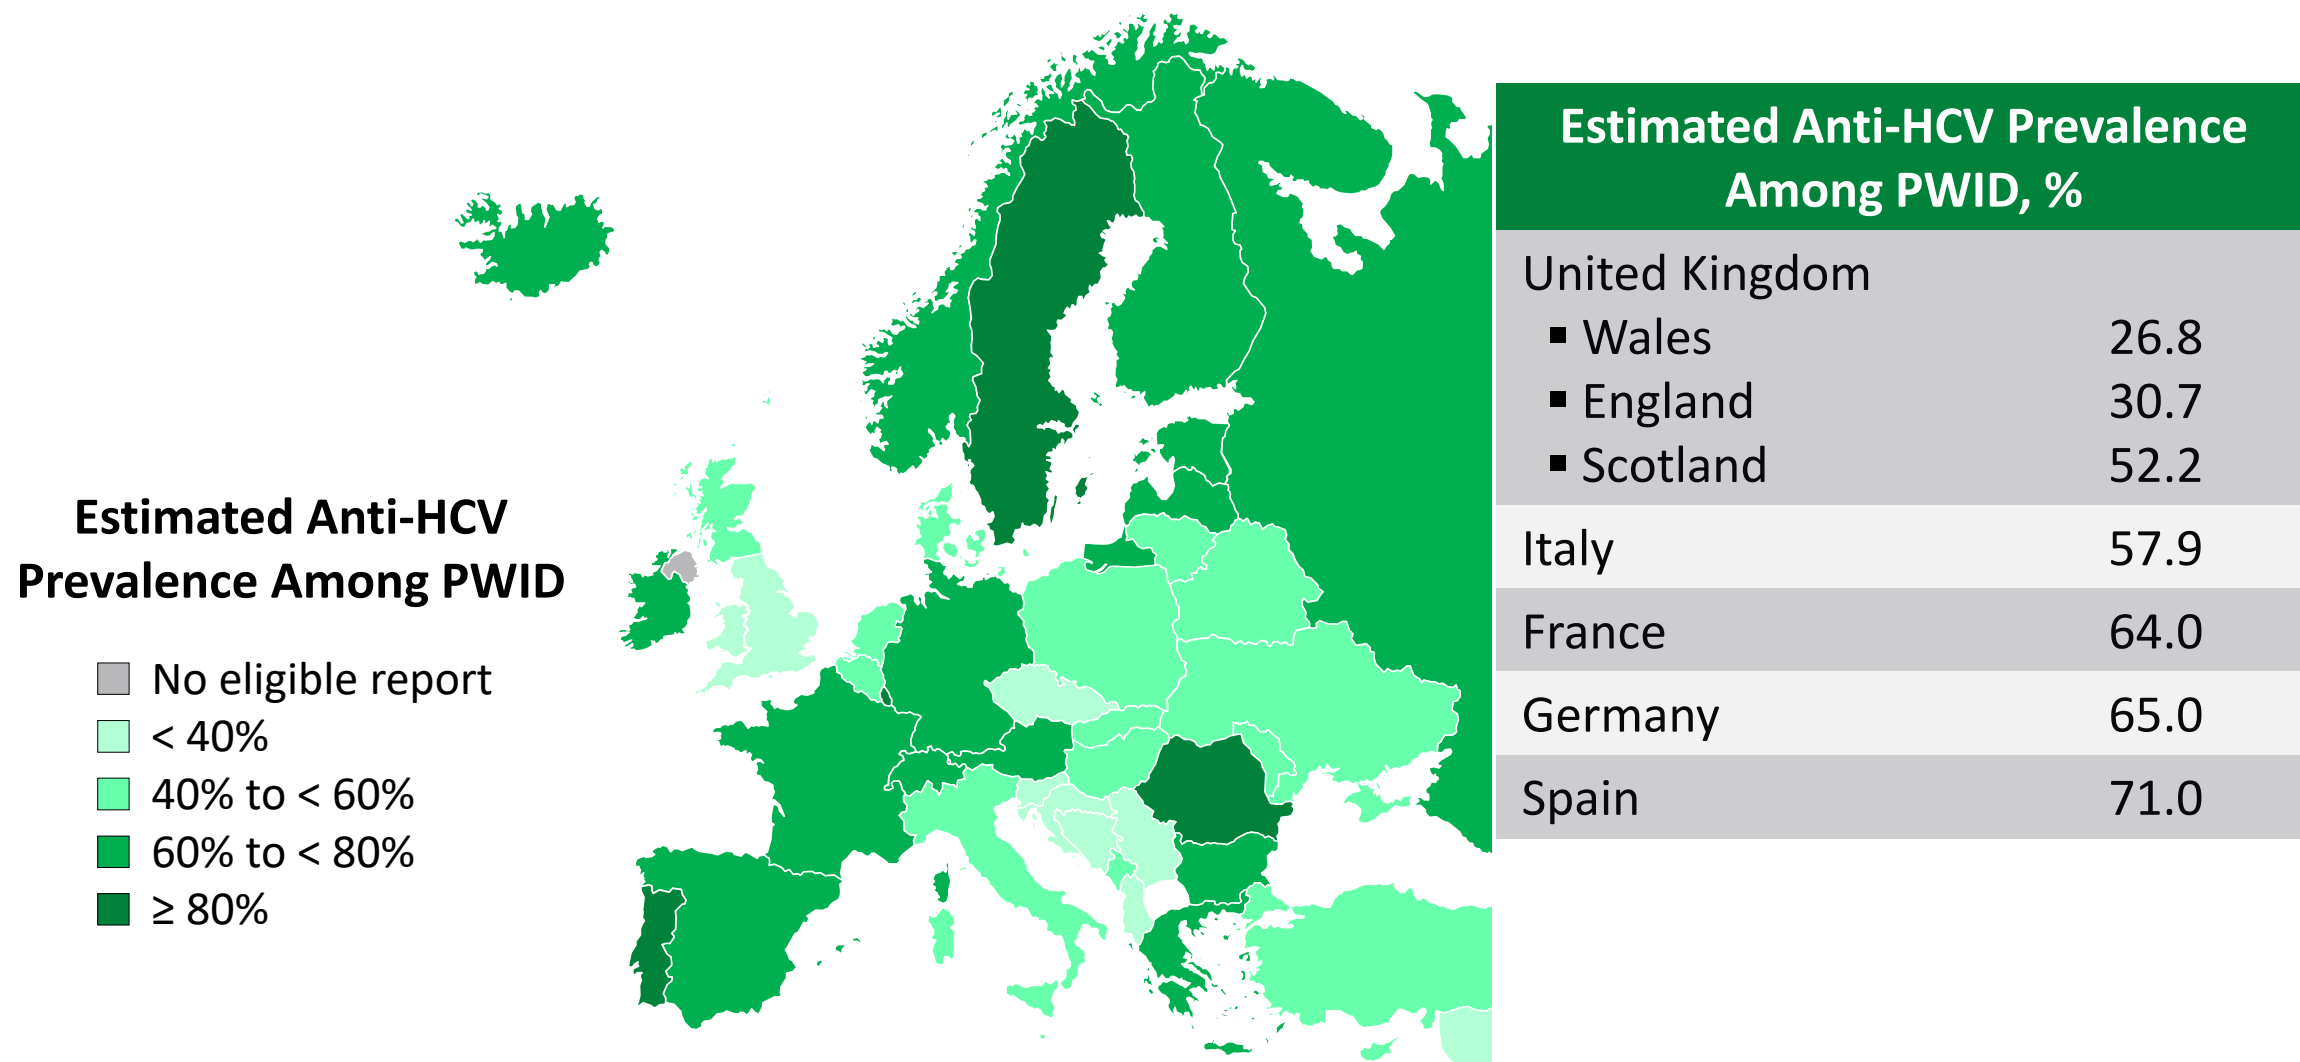 Estimated Anti-HCV
Prevalence Among PWID
No eligible report
< 40%
40% to < 60%
60% to < 80%
≥ 80%
Estimated Anti-HCV Prevalence
Among PWID, %
United Kingdom
▪ Wales 26.8
▪ England 30.7
▪ Scotland 52.2
Italy 57.9
France 64.0
Germany 65.0
Spain 71.0